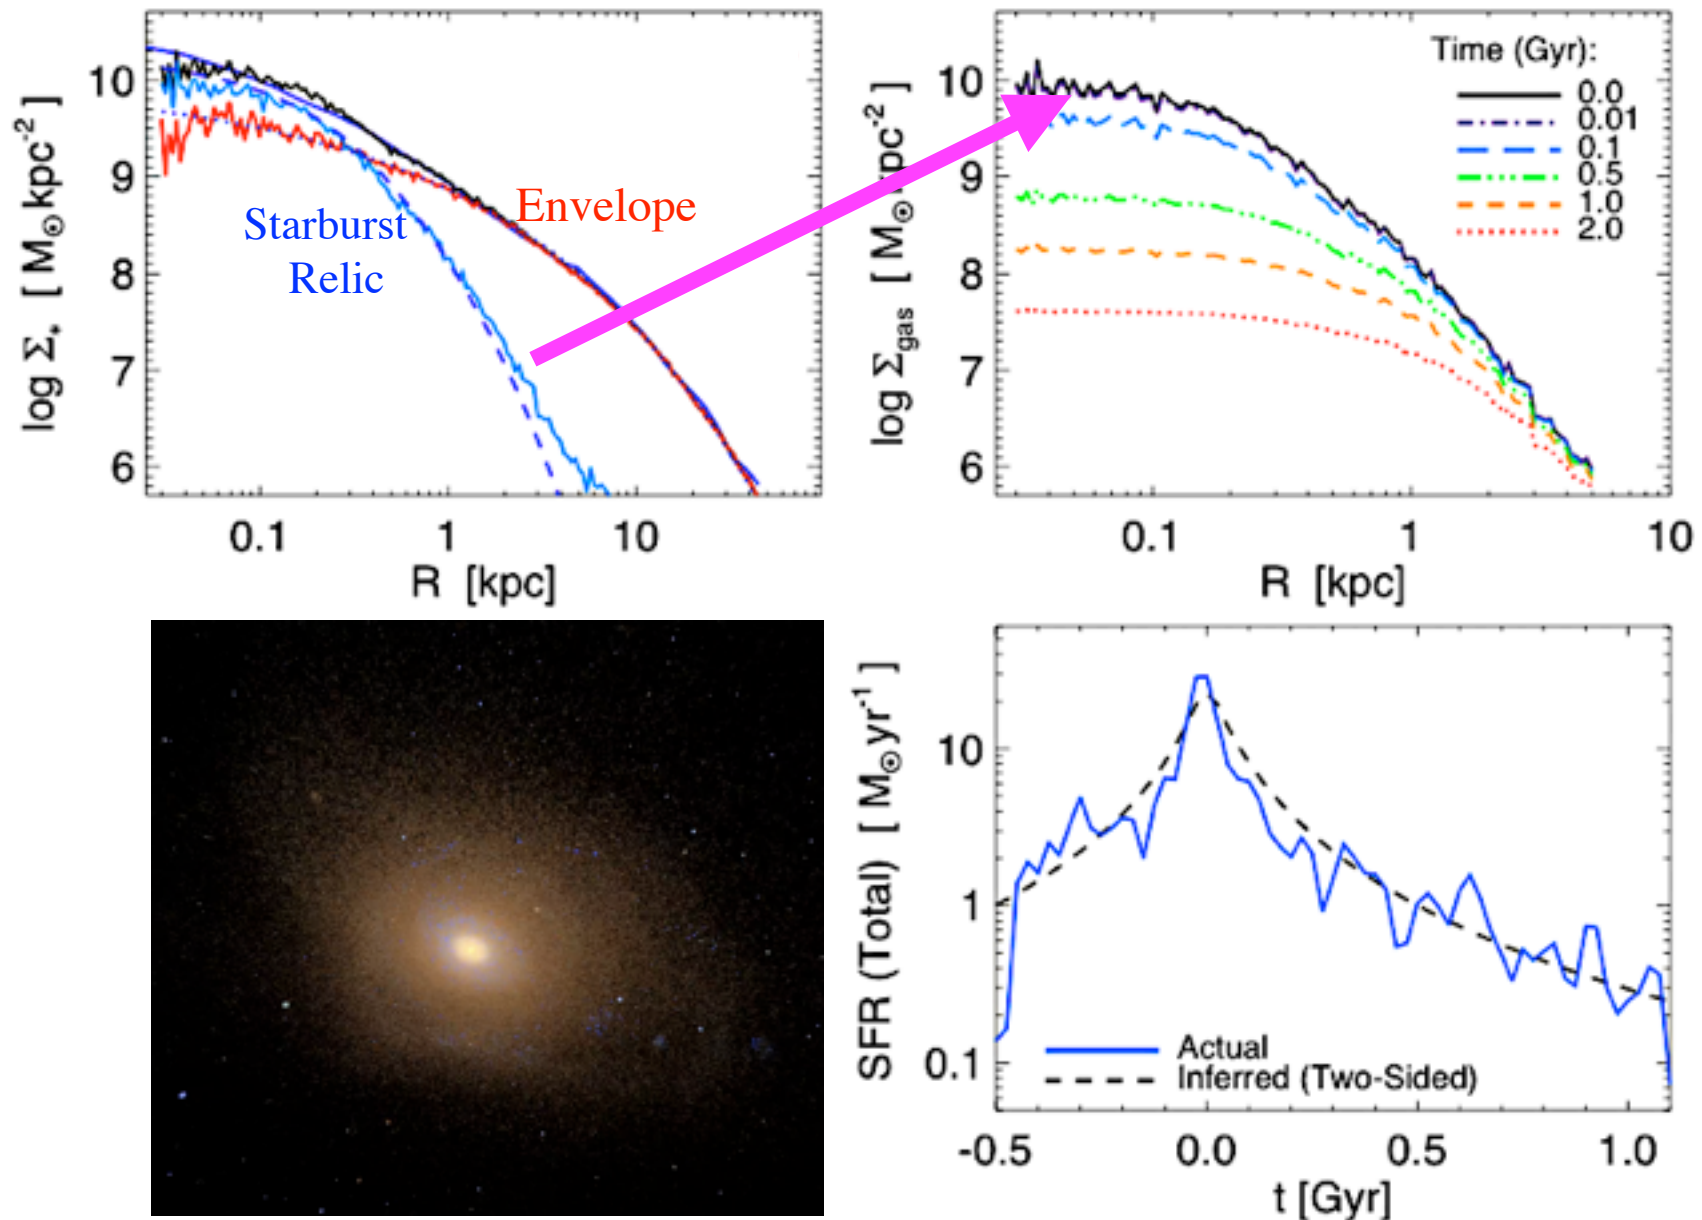 log Σ* [ M⊙ kpc-2 ]
10
9
8
7
6
Starburst
Relic
Envelope
0.1 1 10
R [kpc]
log Σgas [ M⊙ kpc-2 ]
10
9
8
7
6
Time (Gyr):
0.0
0.01
0.1
0.5
1.0
2.0
0.1 1 10
R [kpc]
SFR (Total) [ M⊙yr-1 ]
10
1
0.1
Actual
Inferred (Two-Sided)
-0.5 0.0 0.5 1.0
t [Gyr]